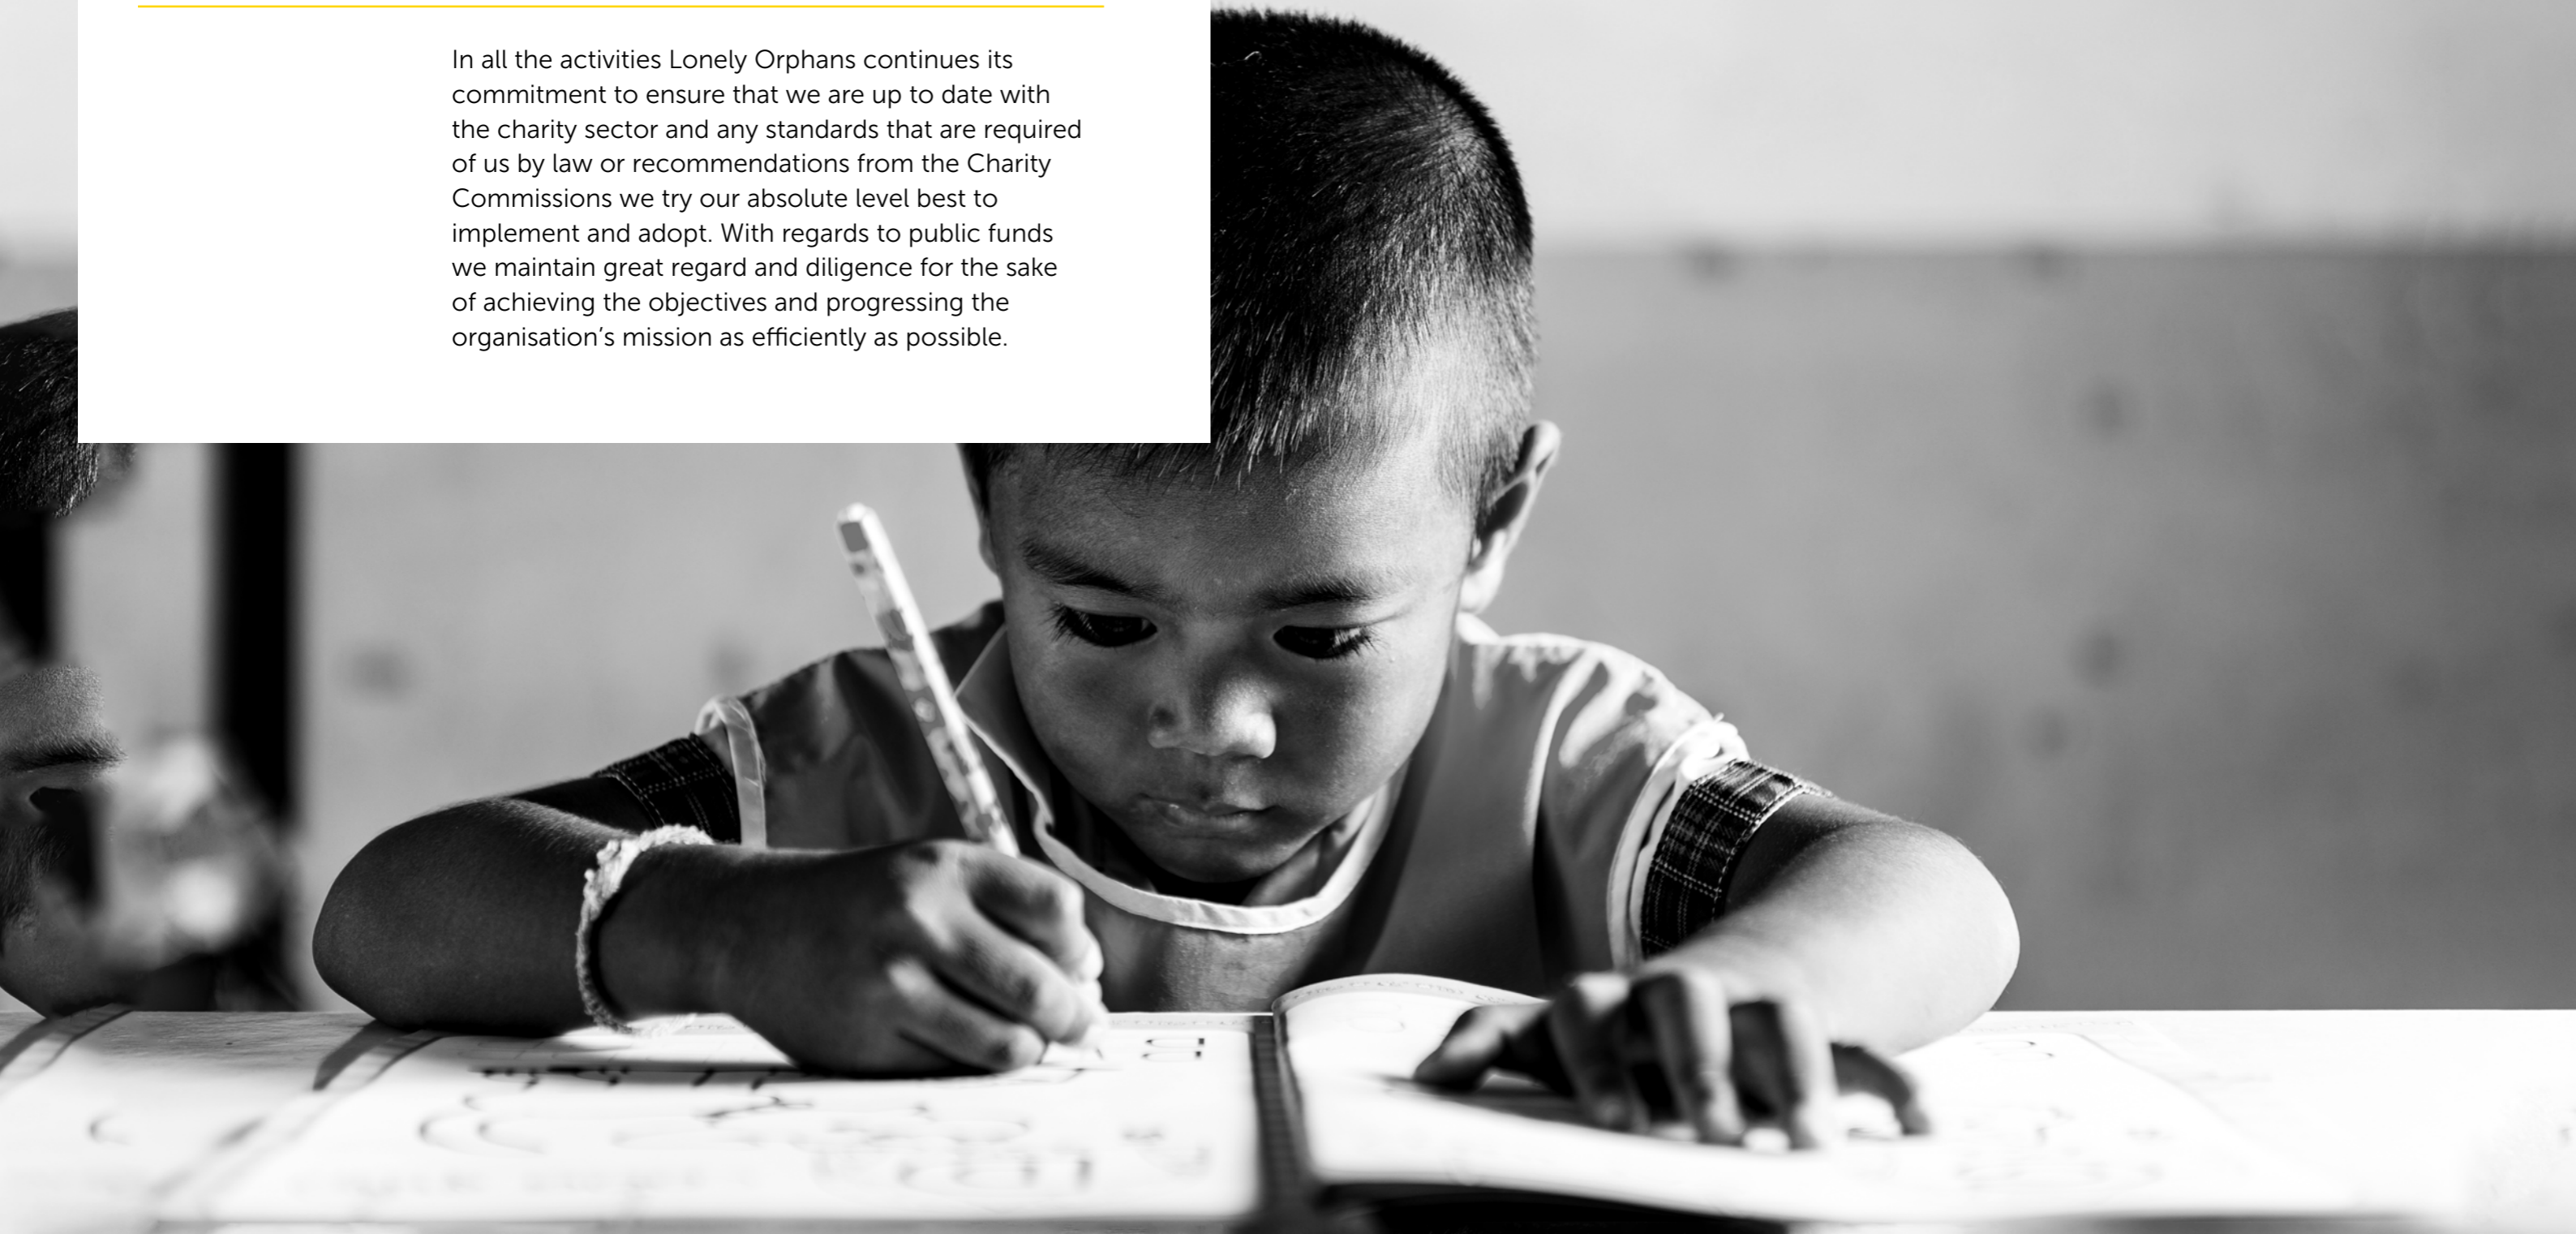 In all the activities Lonely Orphans continues its
commitment to ensure that we are up to date with
the charity sector and any standards that are required
of us by law or recommendations from the Charity
Commissions we try our absolute level best to
implement and adopt. With regards to public funds
we maintain great regard and diligence for the sake
of achieving the objectives and progressing the
organisation’s mission as efficiently as possible.